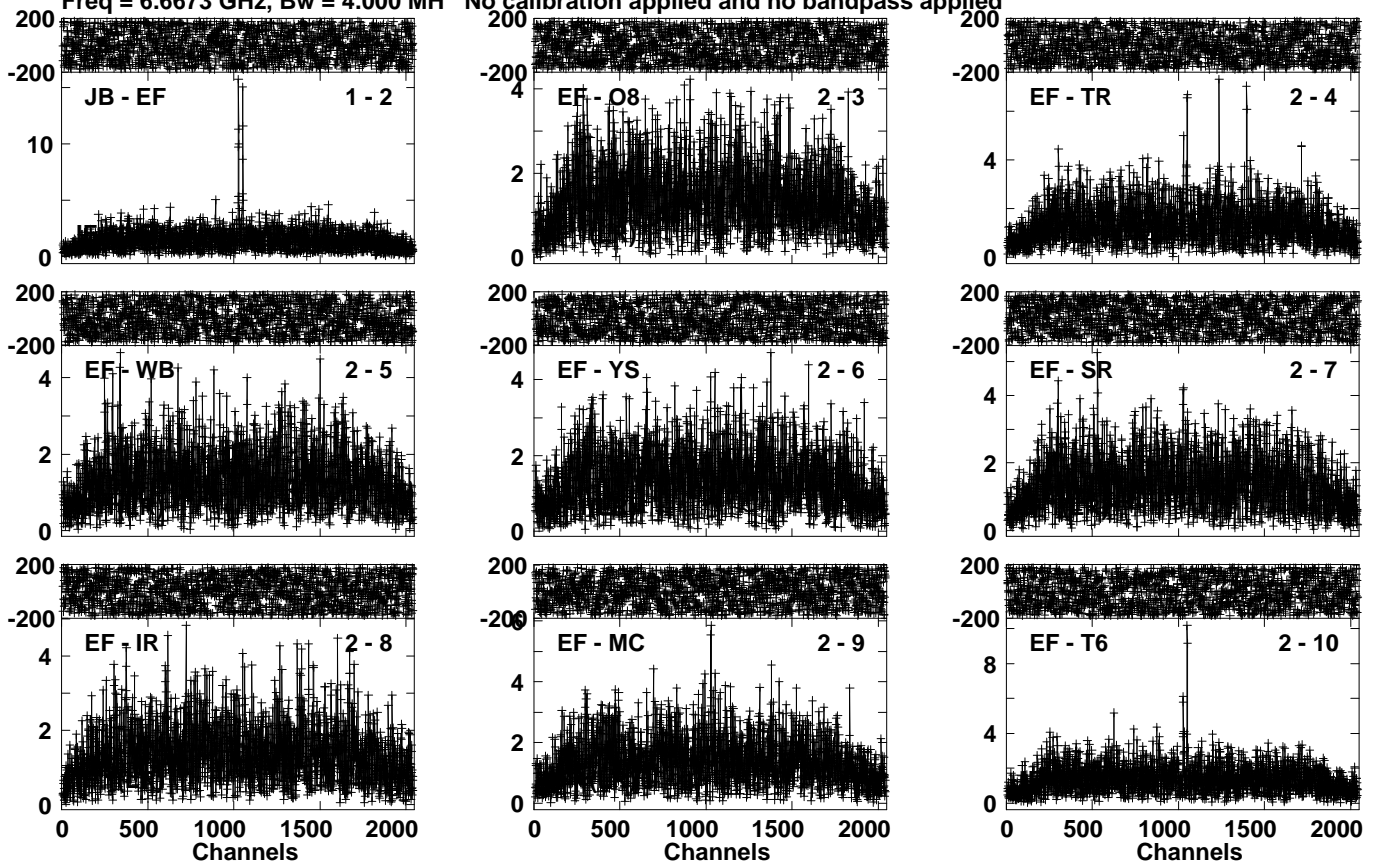 Freq = 6.6673 GHz, Bw = 4.000 MH No calibration applied and no bandpass applied
200 200 200
-200 -200 -200
JB - EF 1 - 2 EF - O8 2 - 3 EF - TR 2 - 4
4
10
4
2
0 0 0
200 200 200
-200 -200 -200
EF - WB 2 - 5 EF - YS 2 - 6 EF - SR 2 - 7
4 4 4
2 2 2
0 0 0
200 200 200
-200 -200 -200
6
EF - IR 2 - 8 EF - MC 2 - 9 EF - T6 2 - 10
4 4 8
2 2 4
0 0 0
0 500 1000 1500 2000 0 500 1000 1500 2000 0 500 1000 1500 2000
Channels Channels Channels